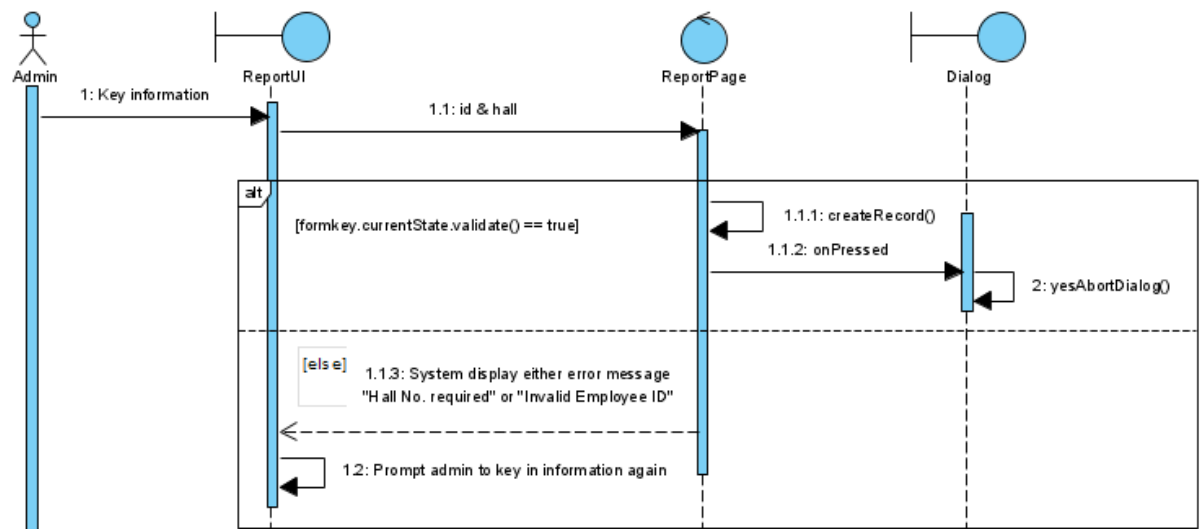 Admin
ReportUI
ReportPage
Dialog
1: Key information
1.1: id & hall
alt
[formkey.currentState.validate() == true]
1.1.1: createRecord()
1.1.2: onPressed
2: yesAbortDialog()
[else]
1.1.3: System display either error message
"Hall No. required" or "Invalid Employee ID"
1.2: Prompt admin to key in information again